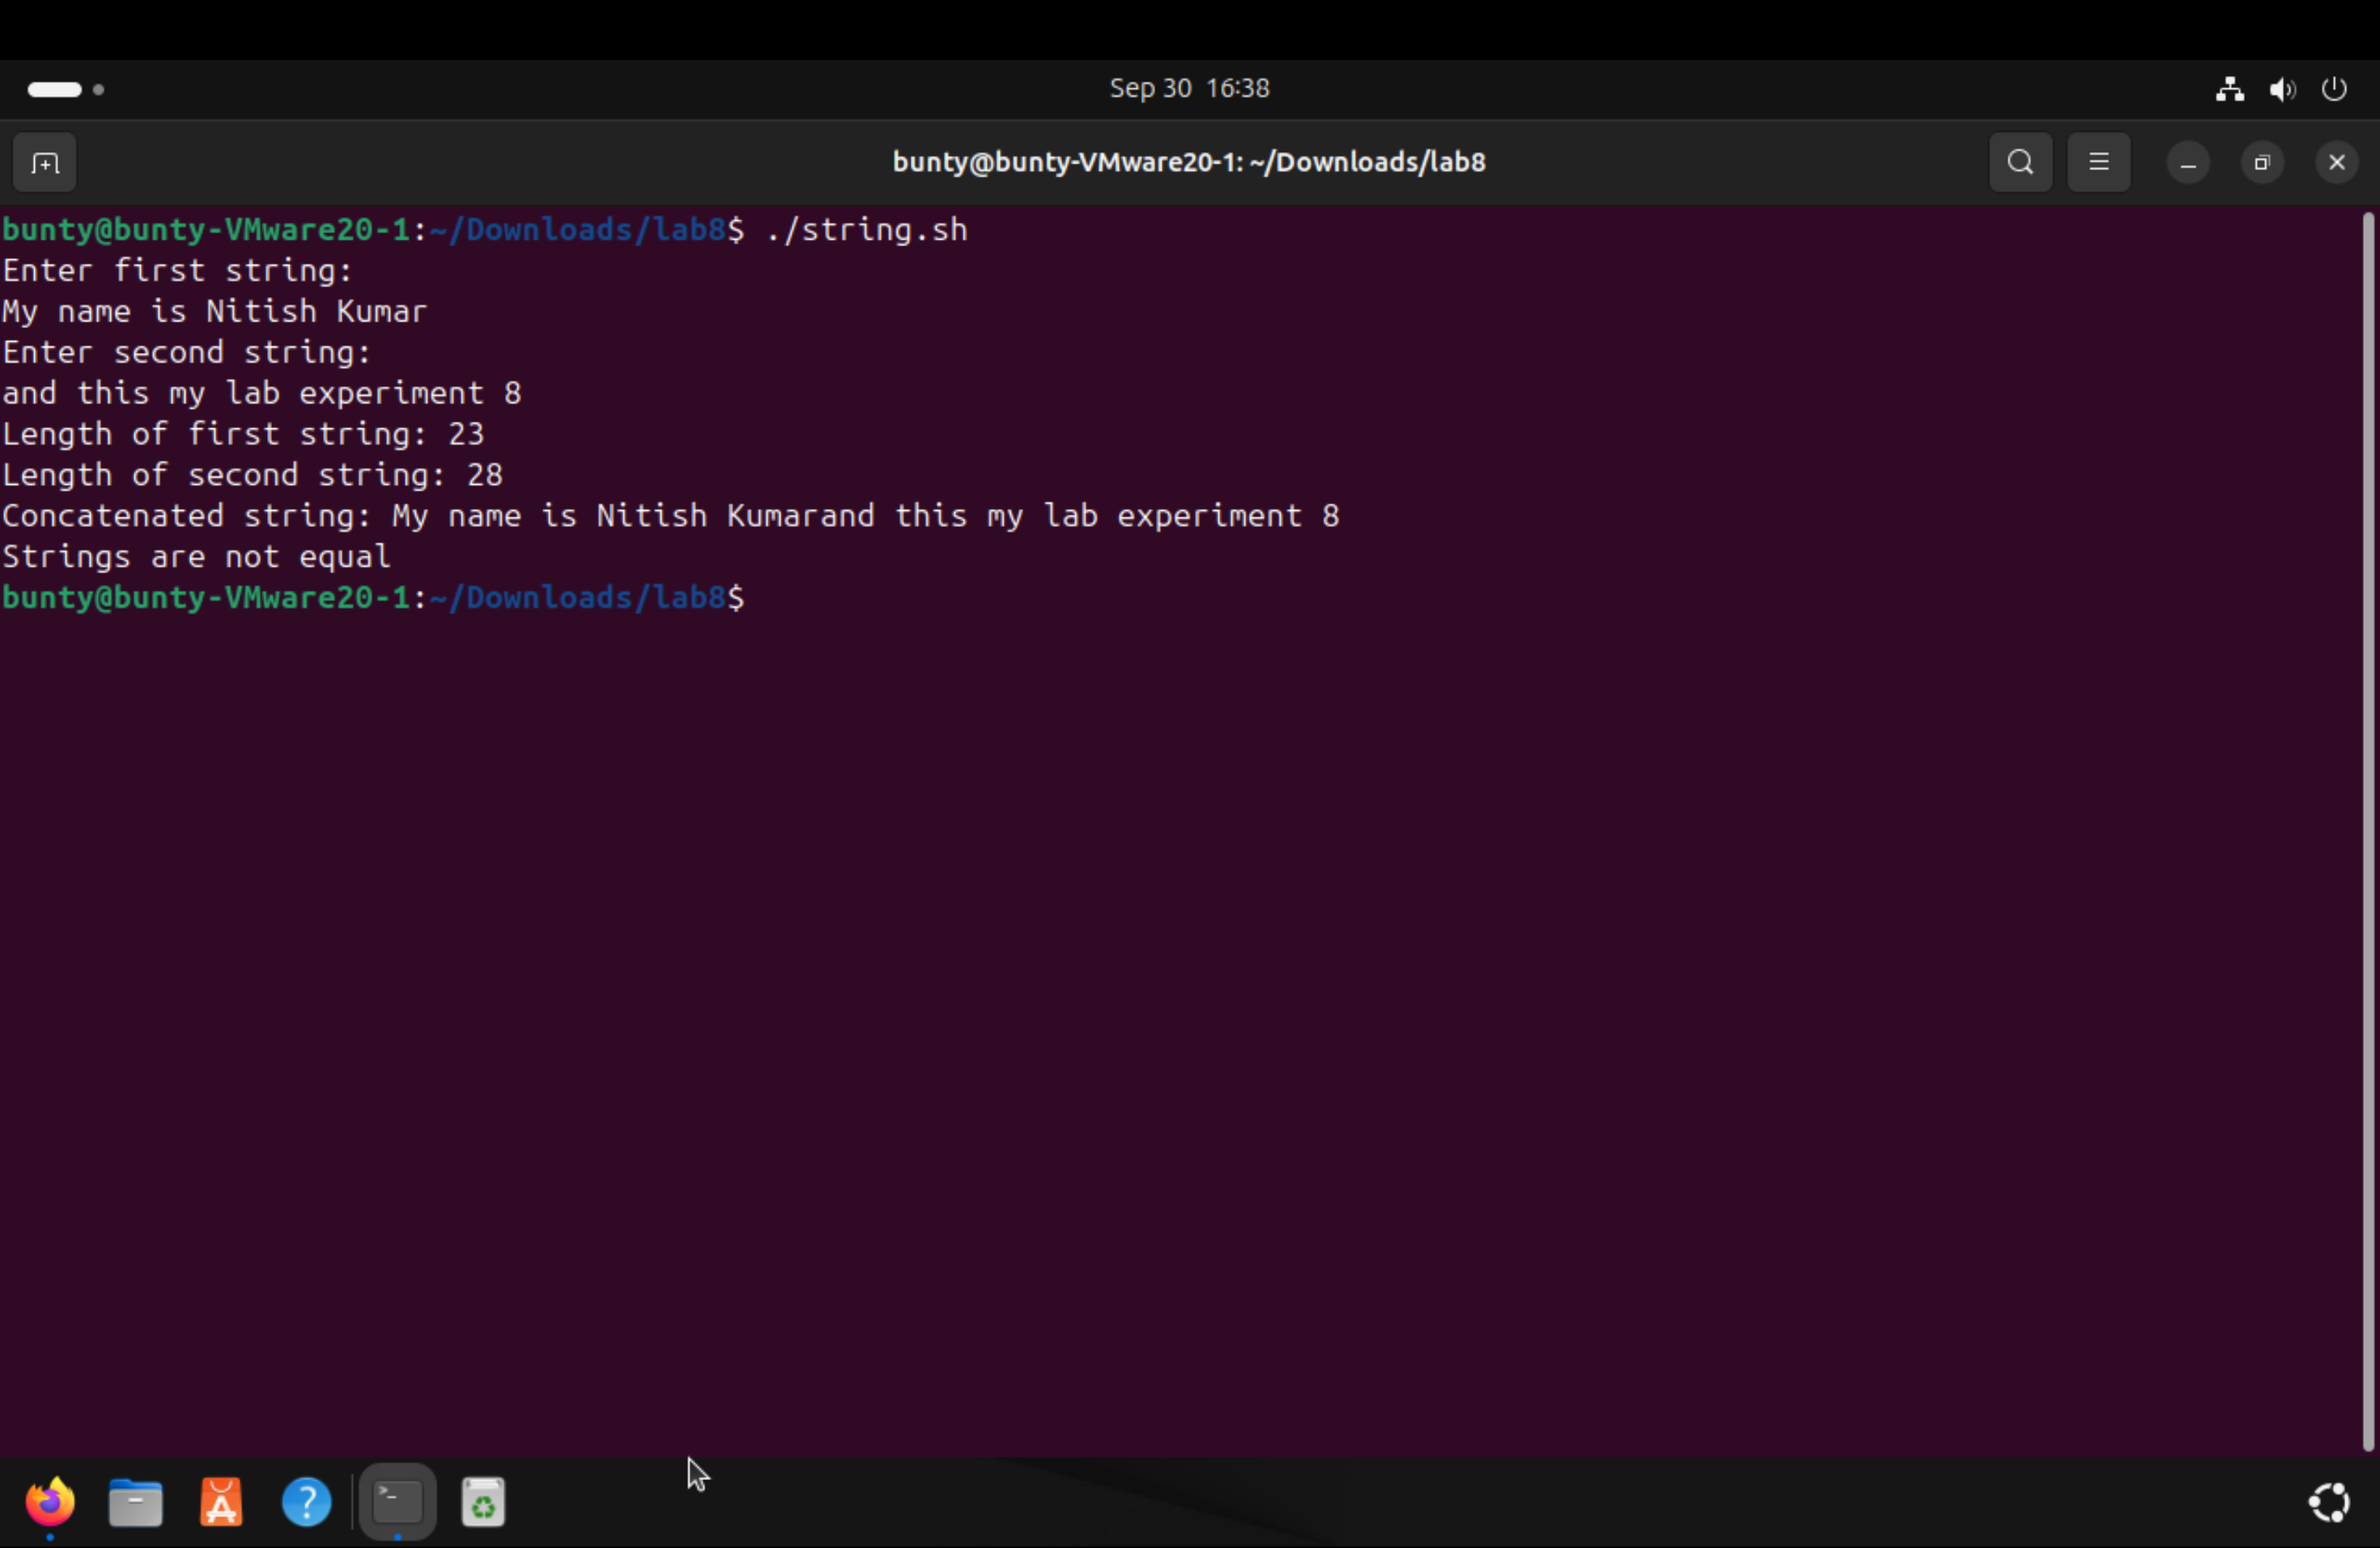 Sep 30 16:38
bunty@bunty-VMware20-1: ~/Downloads/lab8
bunty@bunty-VMware20-1:~/Downloads/lab8$ ./string.sh
Enter first string:
My name is Nitish Kumar
Enter second string:
and this my lab experiment 8
Length of first string: 23
Length of second string: 28
Concatenated string: My name is Nitish Kumarand this my lab experiment 8
Strings are not equal
bunty@bunty-VMware20-1:~/Downloads/lab8$